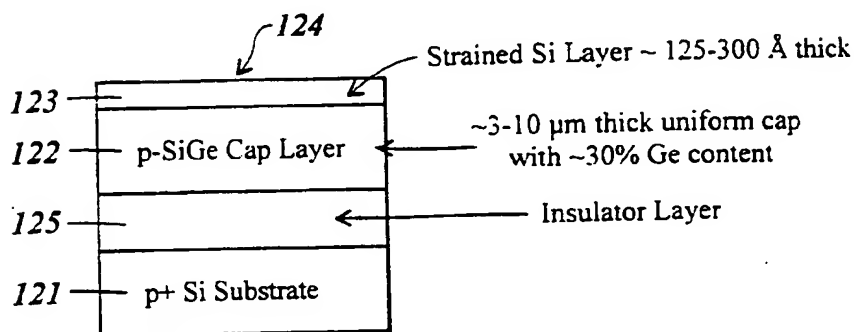 124
Strained Si Layer ~ 125-300 Å thick
123
122
p-SiGe Cap Layer
~3-10 μm thick uniform cap
with ~30% Ge content
125
Insulator Layer
121
p+ Si Substrate